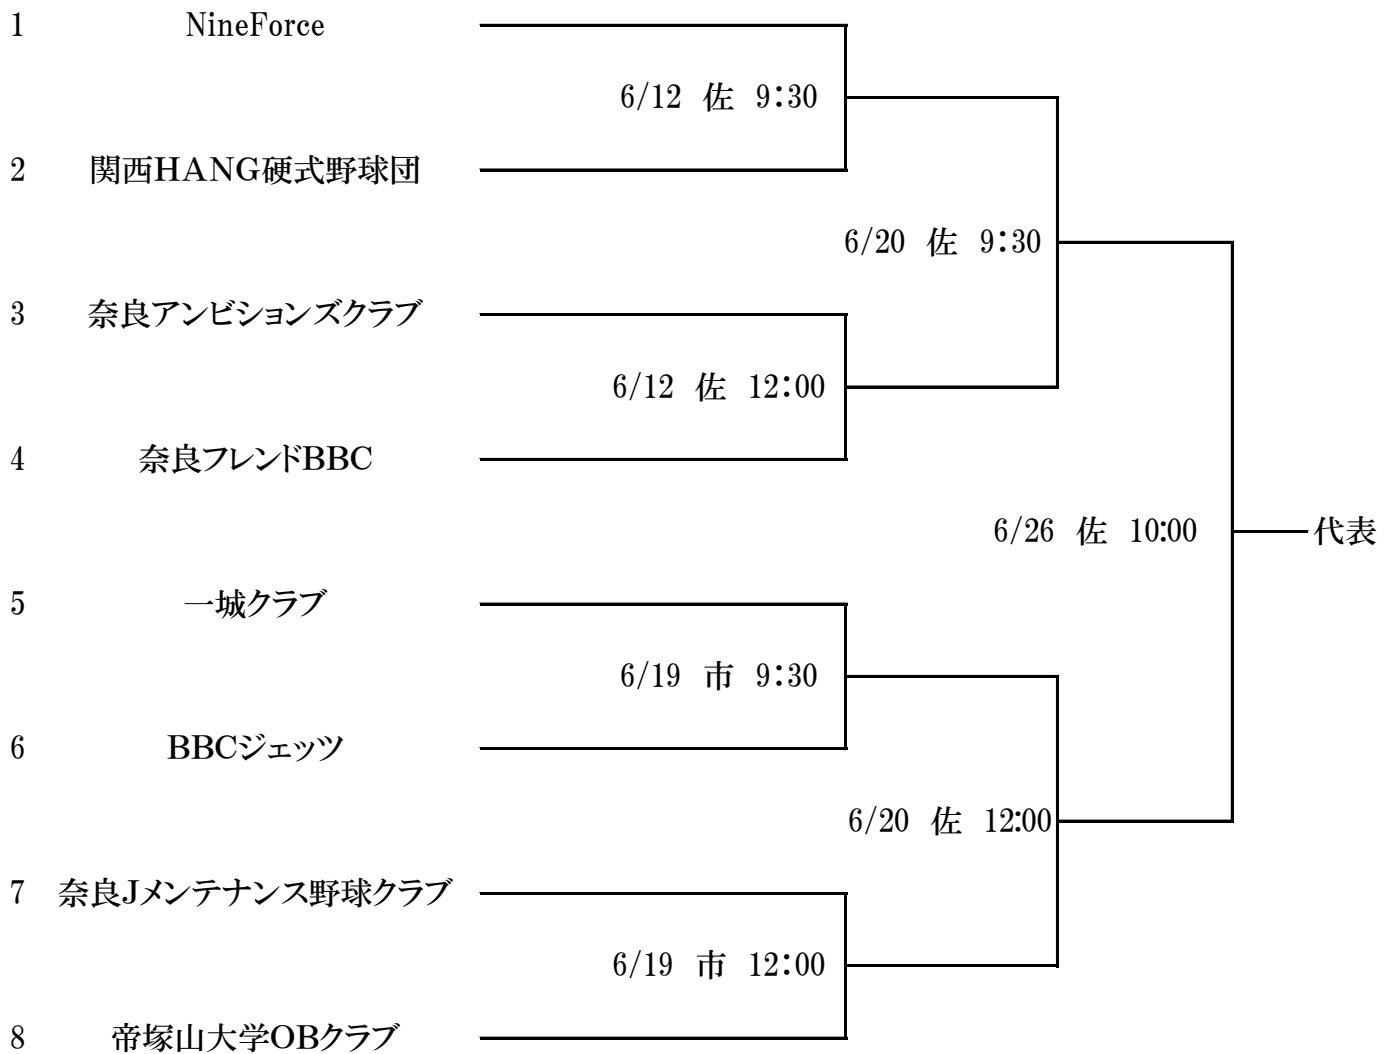 1 NineForce
6/12 佐 9:30
2 関西HANG硬式野球団
6/20 佐 9:30
3 奈良アンビションズクラブ
6/12 佐 12:00
4 奈良フレンドBBC
6/26 佐 10:00 代表
5 一城クラブ
6/19 市 9:30
6 BBCジェッツ
6/20 佐 12:00
7 奈良Jメンテナンス野球クラブ
6/19 市 12:00
8 帝塚山大学OBクラブ